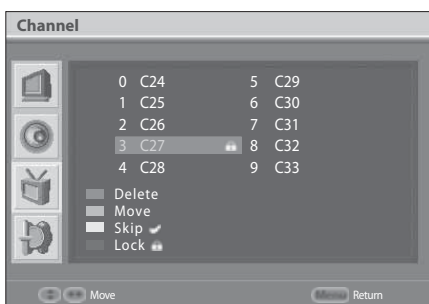 Channel
0 C24 5 C29
1 C25 6 C30
2 C26 7 C31
3 C27 8 C32
4 C28 9 C33
Delete
Move
Skip
Lock
Move Menu Return